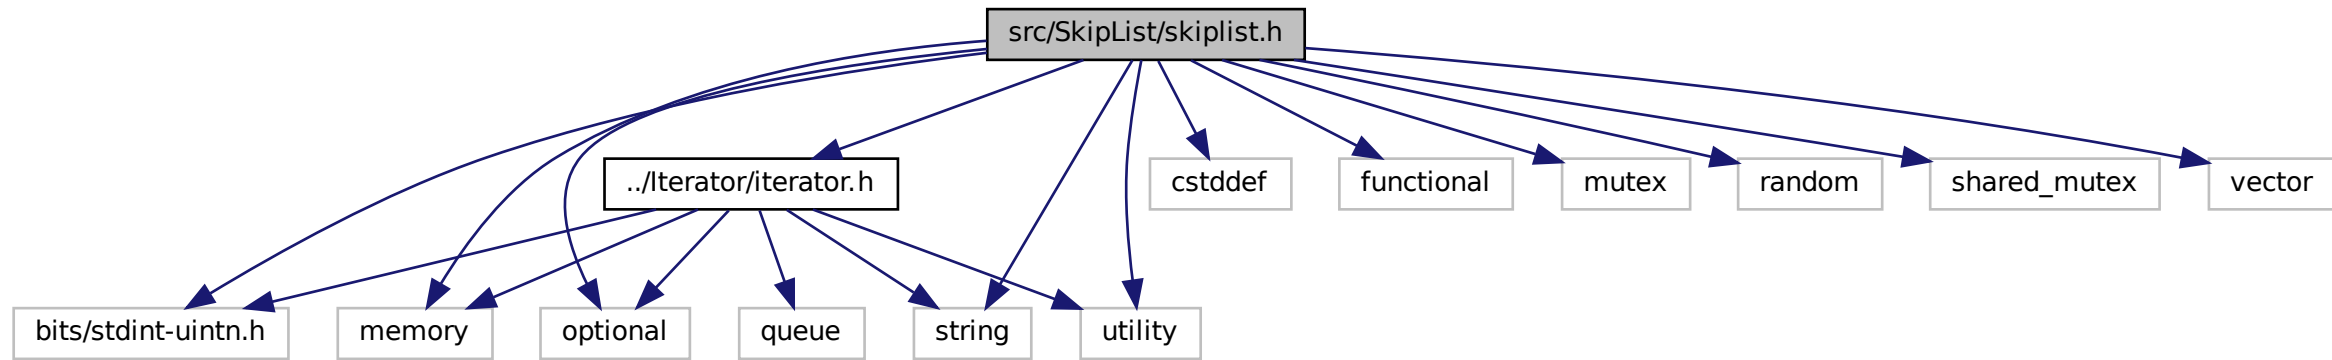 src/SkipList/skiplist.h
../Iterator/iterator.h
cstddef
functional
mutex
random
shared_mutex
vector
bits/stdint-uintn.h
memory
optional
queue
string
utility